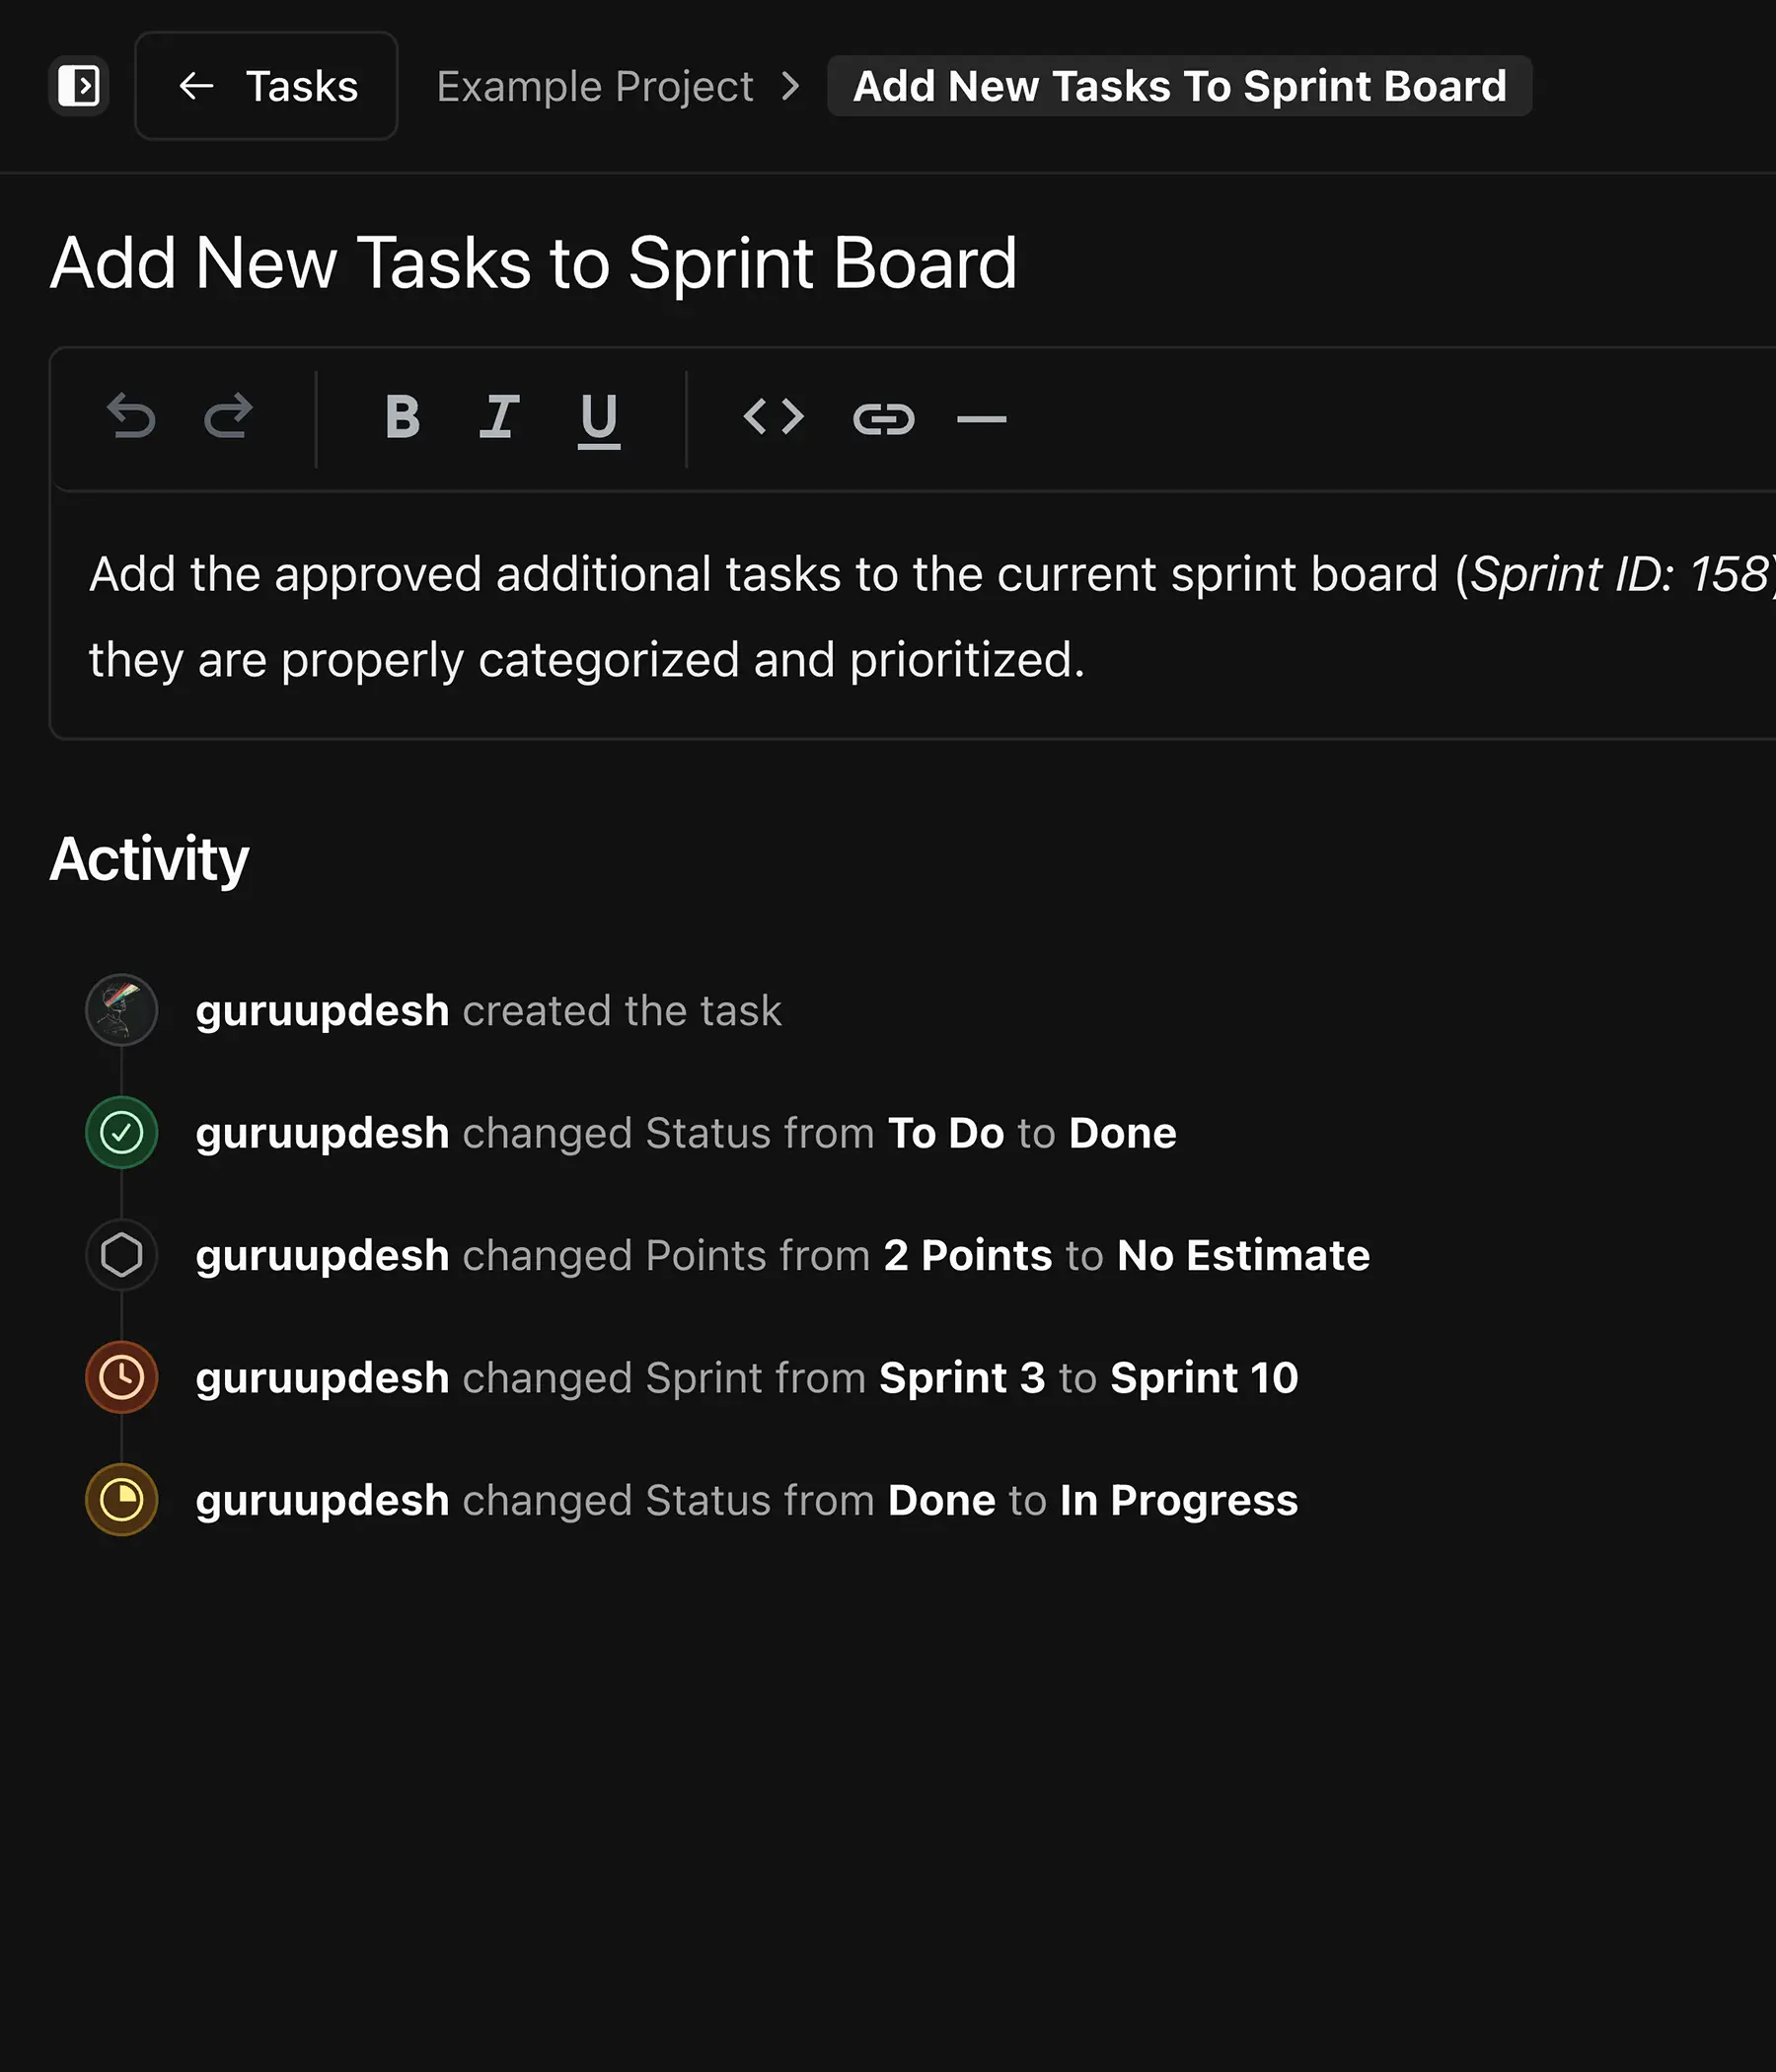 Tasks Example Project > Add New Tasks To Sprint Board
Add New Tasks to Sprint Board
B I U
Add the approved additional tasks to the current sprint board (Sprint ID: 158)
they are properly categorized and prioritized.
Activity
guruupdesh created the task
guruupdesh changed Status from To Do to Done
guruupdesh changed Points from 2 Points to No Estimate
guruupdesh changed Sprint from Sprint 3 to Sprint 10
guruupdesh changed Status from Done to In Progress